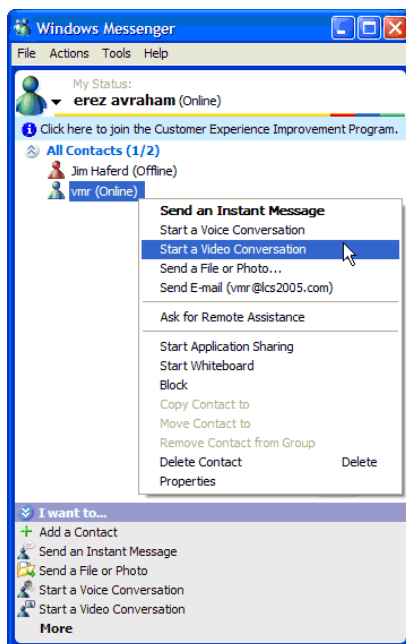 Windows Messenger
File Actions Tools Help
My Status:
erez avraham (Online)
Click here to join the Customer Experience Improvement Program.
All Contacts (1/2)
Jim Haferd (Offline)
vmr (Online)
Send an Instant Message
Start a Voice Conversation
Start a Video Conversation
Send a File or Photo...
Send E-mail (vmr@lcs2005.com)
Ask for Remote Assistance
Start Application Sharing
Start Whiteboard
Block
Copy Contact to
Move Contact to
Remove Contact from Group
Delete Contact Delete
Properties
I want to...
Add a Contact
Send an Instant Message
Send a File or Photo
Start a Voice Conversation
Start a Video Conversation
More